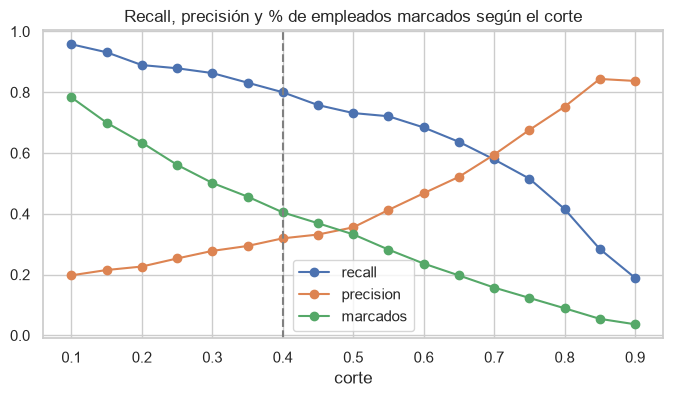 Recall, precisión y % de empleados marcados según el corte
1.0
0.8
0.6
0.4
0.2
0.0
recall
precision
marcados
0.1 0.2 0.3 0.4 0.5 0.6 0.7 0.8 0.9
corte